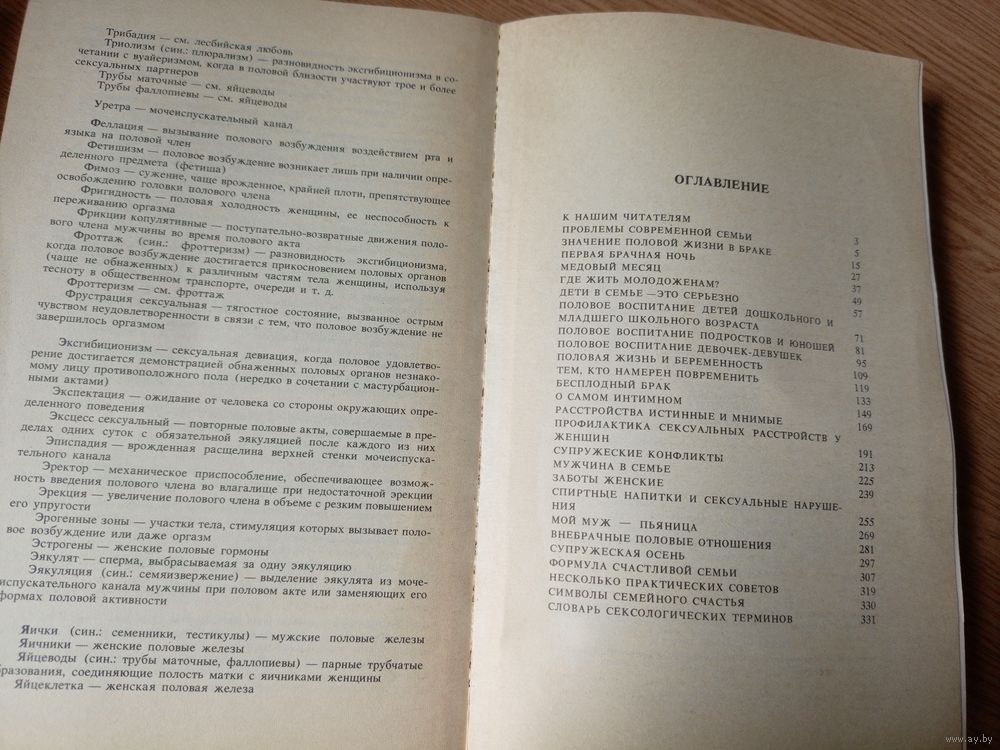 Трибадия — см. лесбийская любовь
Триолизм (син.: плюрализм) — разновидность эксгибиционизма в со-
четании с вуайеризмом, когда в половой близости участвуют трое и более
сексуальных партнеров
Трубы маточные — см. яйцеводы
Трубы фаллопиевы — см. яйцеводы
Уретра — мочеиспускательный канал
Фелляция — вызывание полового возбуждения воздействием рта и
языка на половой член
Фетишизм — половое возбуждение возникает лишь при наличии опре-
деленного предмета (фетиша)
Фимоз — сужение, чаще врожденное, крайней плоти, препятствующее
освобождению головки полового члена
Фригидность — половая холодность женщины, ее неспособность к
переживанию оргазма
Фрикции копулятивные — поступательно-возвратные движения поло-
вого члена мужчины во время полового акта
Фроттаж (син.: фроттеризм) — разновидность эксгибиционизма,
когда половое возбуждение достигается прикосновением половых органов
(чаще не обнаженных) к различным частям тела женщины, используя
тесноту в общественном транспорте, очереди и т. д.
Фроттеризм — см. фроттаж
Фрустрация сексуальная — тягостное состояние, вызванное острым
чувством неудовлетворенности в связи с тем, что половое возбуждение не
завершилось оргазмом
Эксгибиционизм — сексуальная девиация, когда половое удовлетво-
рение достигается демонстрацией обнаженных половых органов незнако-
мому лицу противоположного пола (нередко в сочетании с мастурбацион-
ными актами)
Экспектация — ожидание от человека со стороны окружающих опре-
деленного поведения
Эксцесс сексуальный — повторные половые акты, совершаемые в пре-
делах одних суток с обязательной эякуляцией после каждого из них
Эписпадия — врожденная расщелина верхней стенки мочеиспуска-
тельного канала
Эректор — механическое приспособление, обеспечивающее возмож-
ность введения полового члена во влагалище при недостаточной эрекции
Эрекция — увеличение полового члена в объеме с резким повышением
его упругости
Эрогенные зоны — участки тела, стимуляция которых вызывает поло-
вое возбуждение или даже оргазм
Эстрогены — женские половые гормоны
Эякулят — сперма, выбрасываемая за одну эякуляцию
Эякуляция (син.: семяизвержение) — выделение эякулята из моче-
испускательного канала мужчины при половом акте или заменяющих его
формах половой активности
Яички (син.: семенники, тестикулы) — мужские половые железы
Яичники — женские половые железы
Яйцеводы (син.: трубы маточные, фаллопиевы) — парные трубчатые
образования, соединяющие полость матки с яичниками женщины
Яйцеклетка — женская половая железа
ОГЛАВЛЕНИЕ
К НАШИМ ЧИТАТЕЛЯМ 3
ПРОБЛЕМЫ СОВРЕМЕННОЙ СЕМЬИ 5
ЗНАЧЕНИЕ ПОЛОВОЙ ЖИЗНИ В БРАКЕ 15
ПЕРВАЯ БРАЧНАЯ НОЧЬ 27
МЕДОВЫЙ МЕСЯЦ 37
ГДЕ ЖИТЬ МОЛОДОЖЕНАМ? 49
ДЕТИ В СЕМЬЕ — ЭТО СЕРЬЕЗНО 57
ПОЛОВОЕ ВОСПИТАНИЕ ДЕТЕЙ ДОШКОЛЬНОГО И
МЛАДШЕГО ШКОЛЬНОГО ВОЗРАСТА 71
ПОЛОВОЕ ВОСПИТАНИЕ ПОДРОСТКОВ И ЮНОШЕЙ 81
ПОЛОВОЕ ВОСПИТАНИЕ ДЕВОЧЕК-ДЕВУШЕК 95
ПОЛОВАЯ ЖИЗНЬ И БЕРЕМЕННОСТЬ 109
ТЕМ, КТО НАМЕРЕН ПОВРЕМЕНИТЬ 119
БЕСПЛОДНЫЙ БРАК 133
О САМОМ ИНТИМНОМ 149
РАССТРОЙСТВА ИСТИННЫЕ И МНИМЫЕ 169
ПРОФИЛАКТИКА СЕКСУАЛЬНЫХ РАССТРОЙСТВ У
ЖЕНЩИН 191
СУПРУЖЕСКИЕ КОНФЛИКТЫ 213
МУЖЧИНА В СЕМЬЕ 225
ЗАБОТЫ ЖЕНСКИЕ 239
СПИРТНЫЕ НАПИТКИ И СЕКСУАЛЬНЫЕ НАРУШЕ-
НИЯ 255
МОЙ МУЖ — ПЬЯНИЦА 269
ВНЕБРАЧНЫЕ ПОЛОВЫЕ ОТНОШЕНИЯ 281
СУПРУЖЕСКАЯ ОСЕНЬ 297
ФОРМУЛА СЧАСТЛИВОЙ СЕМЬИ 307
НЕСКОЛЬКО ПРАКТИЧЕСКИХ СОВЕТОВ 319
СИМВОЛЫ СЕМЕЙНОГО СЧАСТЬЯ 330
СЛОВАРЬ СЕКСОЛОГИЧЕСКИХ ТЕРМИНОВ 331
www.ay.by